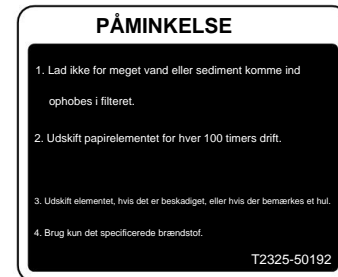 PÅMINKELSE
1. Lad ikke for meget vand eller sediment komme ind
ophobes i filteret.
2. Udskift papirelementet for hver 100 timers drift.
3. Udskift elementet, hvis det er beskadiget, eller hvis der bemærkes et hul.
4. Brug kun det specificerede brændstof.
T2325-50192